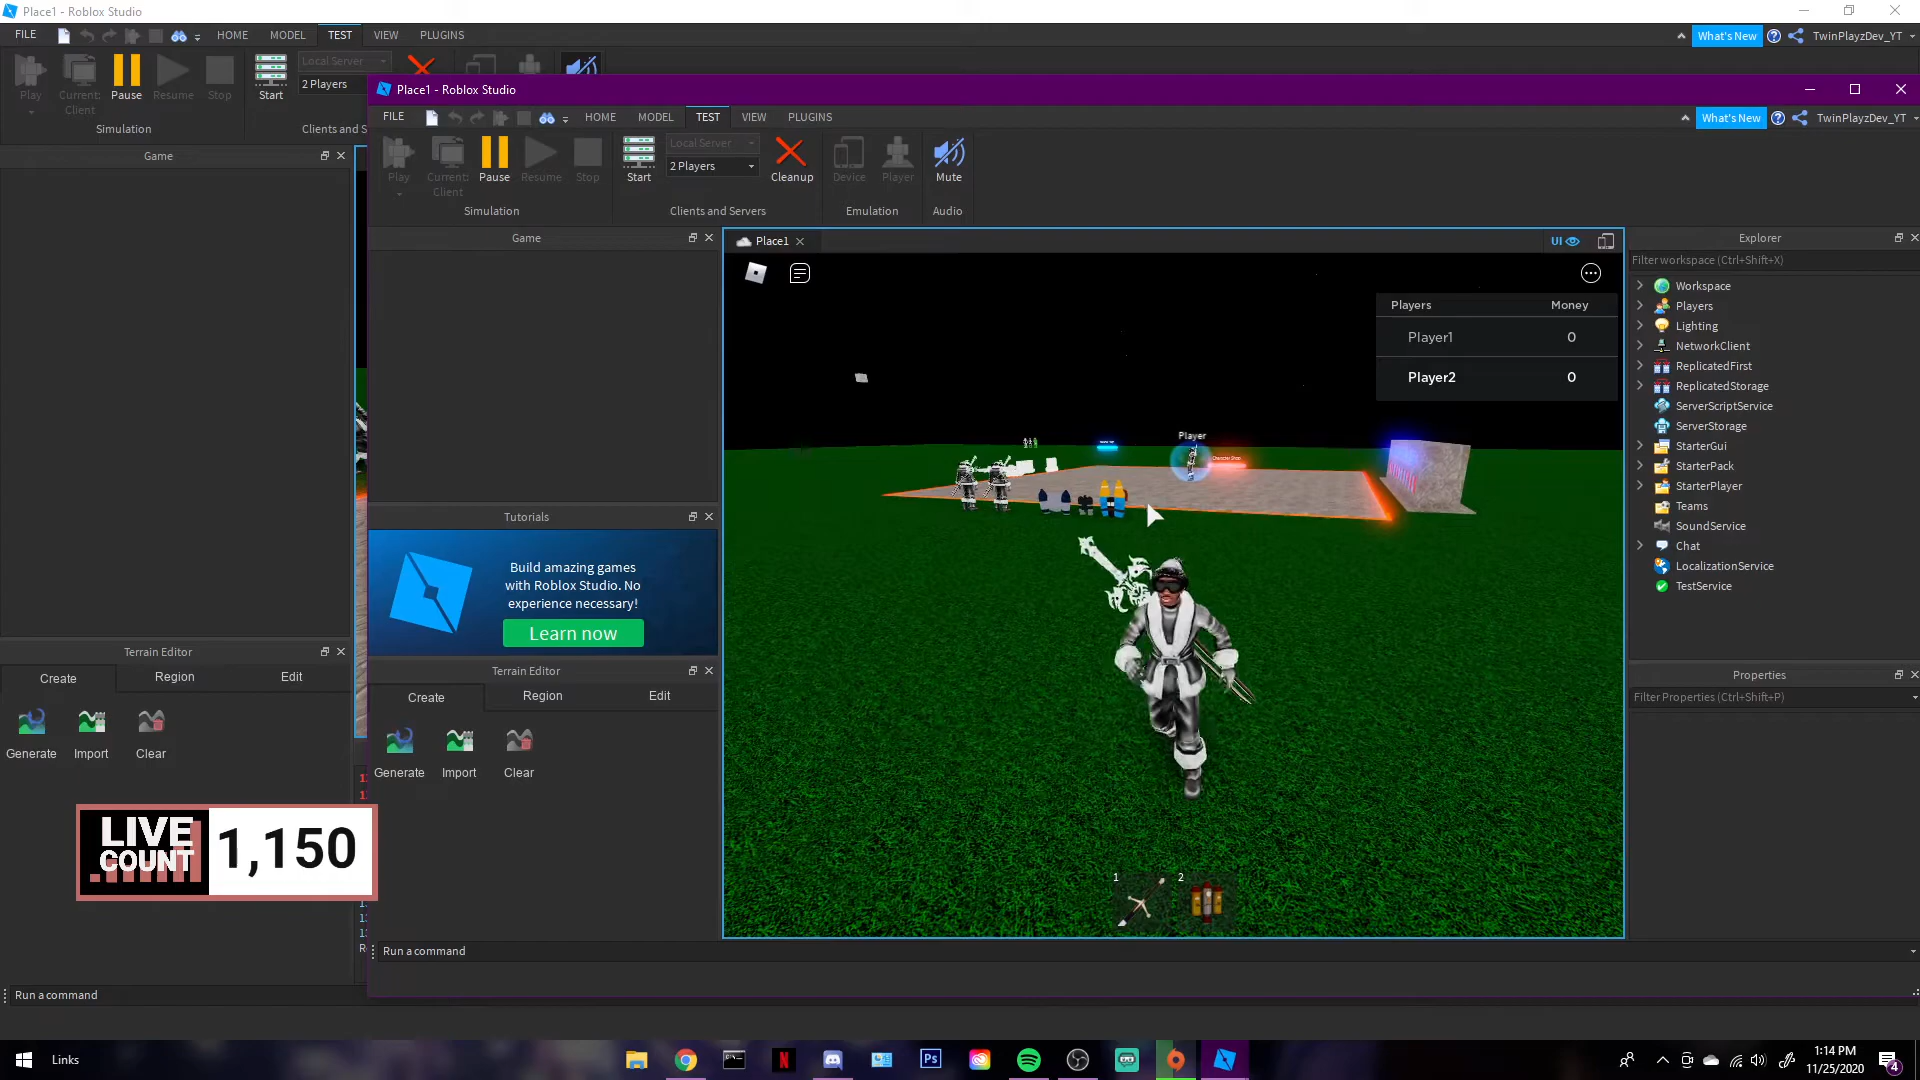 Place1 - Roblox Studio
FILE HOME MODEL TEST VIEW PLUGINS
What's New TwinPlayzDev_YT
Play Current: Client Pause Resume Stop Start
Local Server
2 Players
Simulation
Clients and S
Game
Terrain Editor
Create Region Edit
Generate Import Clear
LIVE COUNT 1,150
Run a command
Place1 - Roblox Studio
FILE HOME MODEL TEST VIEW PLUGINS
What's New TwinPlayzDev_YT
Play Current: Client Pause Resume Stop Start
Local Server
2 Players
Cleanup Device Player Mute
Simulation Clients and Servers Emulation Audio
Game
Tutorials
Build amazing games
with Roblox Studio. No
experience necessary!
Learn now
Terrain Editor
Create Region Edit
Generate Import Clear
Place1
UI
Players Money
Player1 0
Player2 0
Player
Character Shop
1 2
Run a command
Explorer
Filter workspace (Ctrl+Shift+X)
Workspace
Players
Lighting
NetworkClient
ReplicatedFirst
ReplicatedStorage
ServerScriptService
ServerStorage
StarterGui
StarterPack
StarterPlayer
Teams
SoundService
Chat
LocalizationService
TestService
Properties
Filter Properties (Ctrl+Shift+P)
Links
Ps
1:14 PM
11/25/2020
4